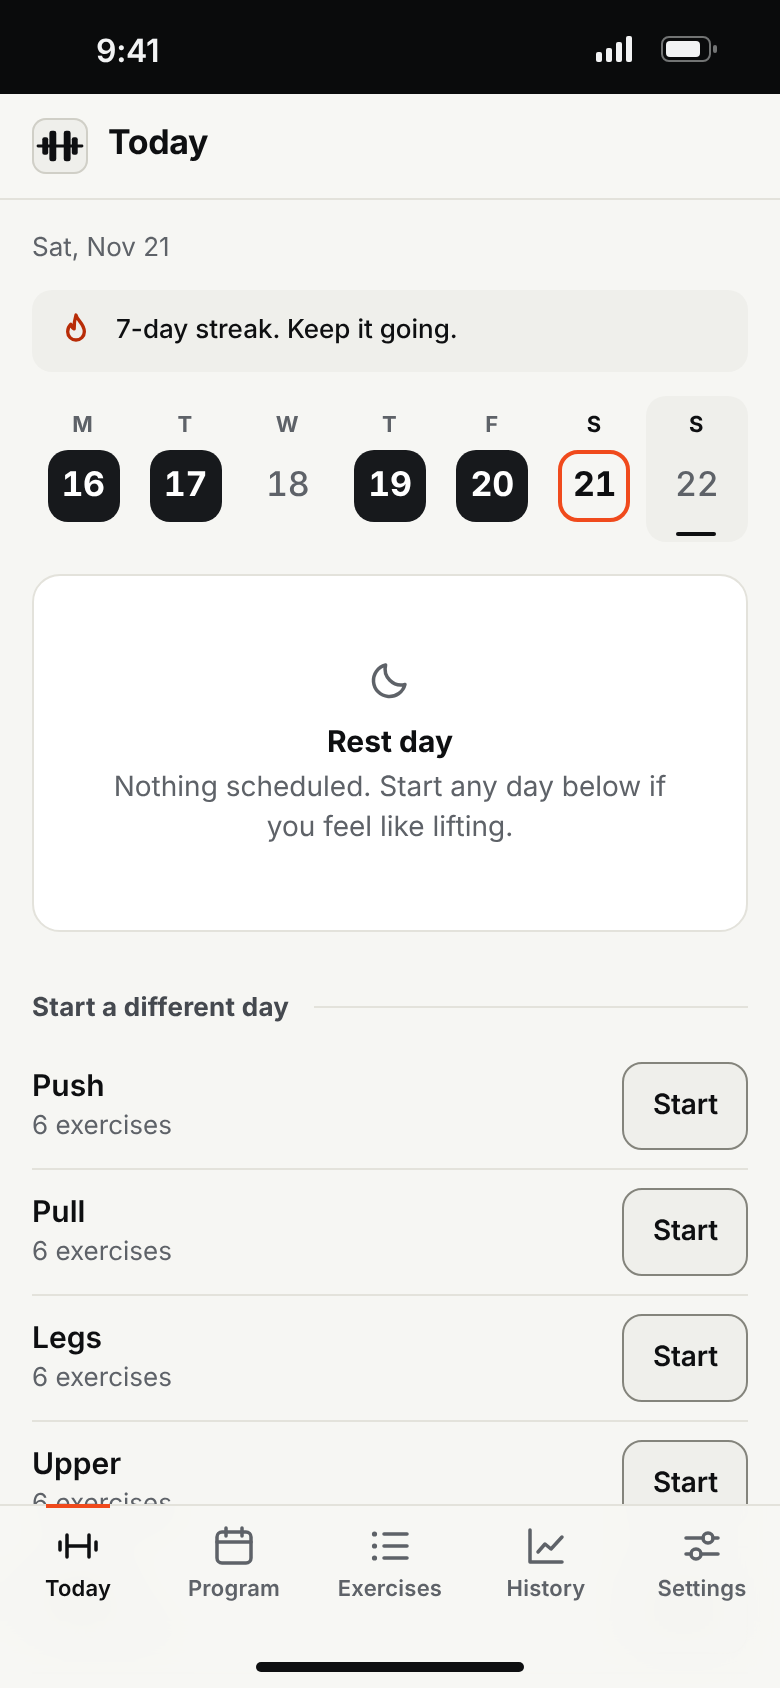 9:41
Today
Sat, Nov 21
7-day streak. Keep it going.
M T W T F S S
16 17 18 19 20 21 22
Rest day
Nothing scheduled. Start any day below if
you feel like lifting.
Start a different day
Push
6 exercises
Start
Pull
6 exercises
Start
Legs
6 exercises
Start
Upper
6 exercises
Start
Today
Program
Exercises
History
Settings